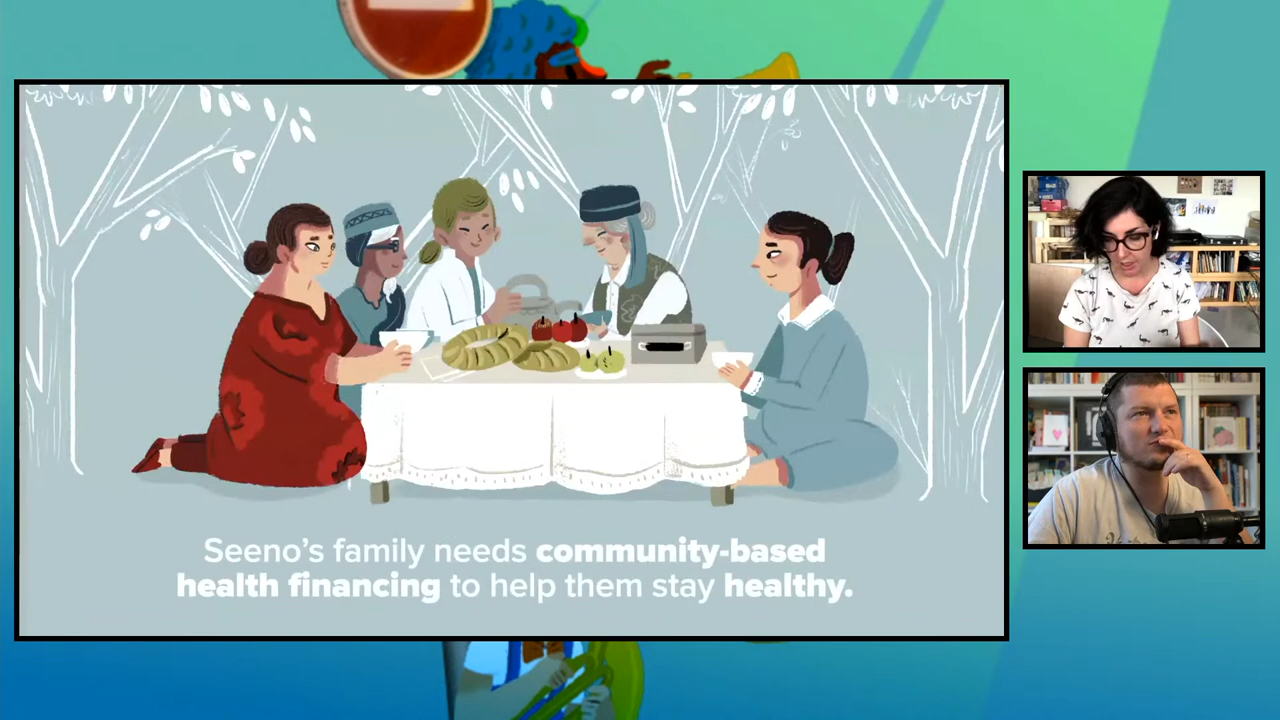 Seeno's family needs community-based
health financing to help them stay healthy.